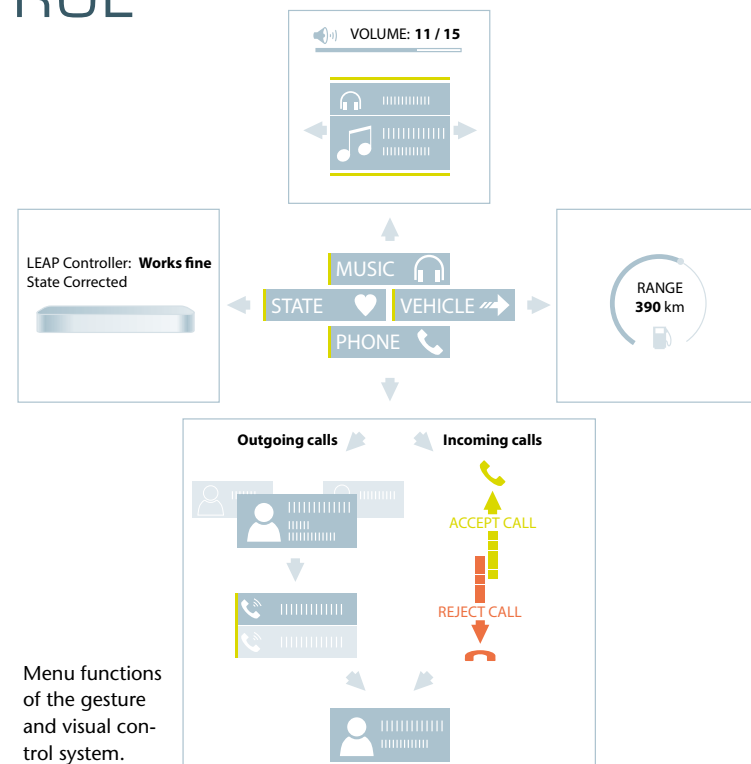 VOLUME: 11 / 15
LEAP Controller: Works fine
State Corrected
MUSIC
STATE
VEHICLE
PHONE
RANGE
390 km
Outgoing calls
Incoming calls
ACCEPT CALL
REJECT CALL
Menu functions
of the gesture
and visual con-
trol system.